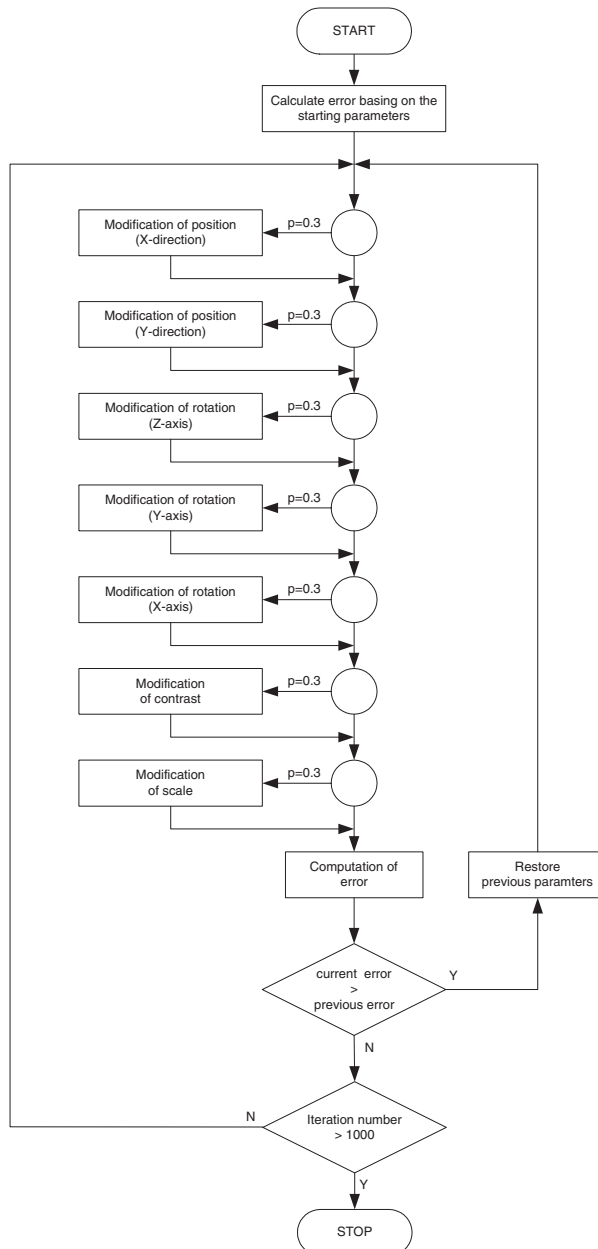 START
Calculate error basing on the
starting parameters
p=0.3
Modification of position
(X-direction)
p=0.3
Modification of position
(Y-direction)
p=0.3
Modification of rotation
(Z-axis)
p=0.3
Modification of rotation
(Y-axis)
p=0.3
Modification of rotation
(X-axis)
p=0.3
Modification
of contrast
p=0.3
Modification
of scale
Computation of
error
Restore
previous paramters
current error
>
previous error
Y
N
Iteration number
> 1000
N
Y
STOP